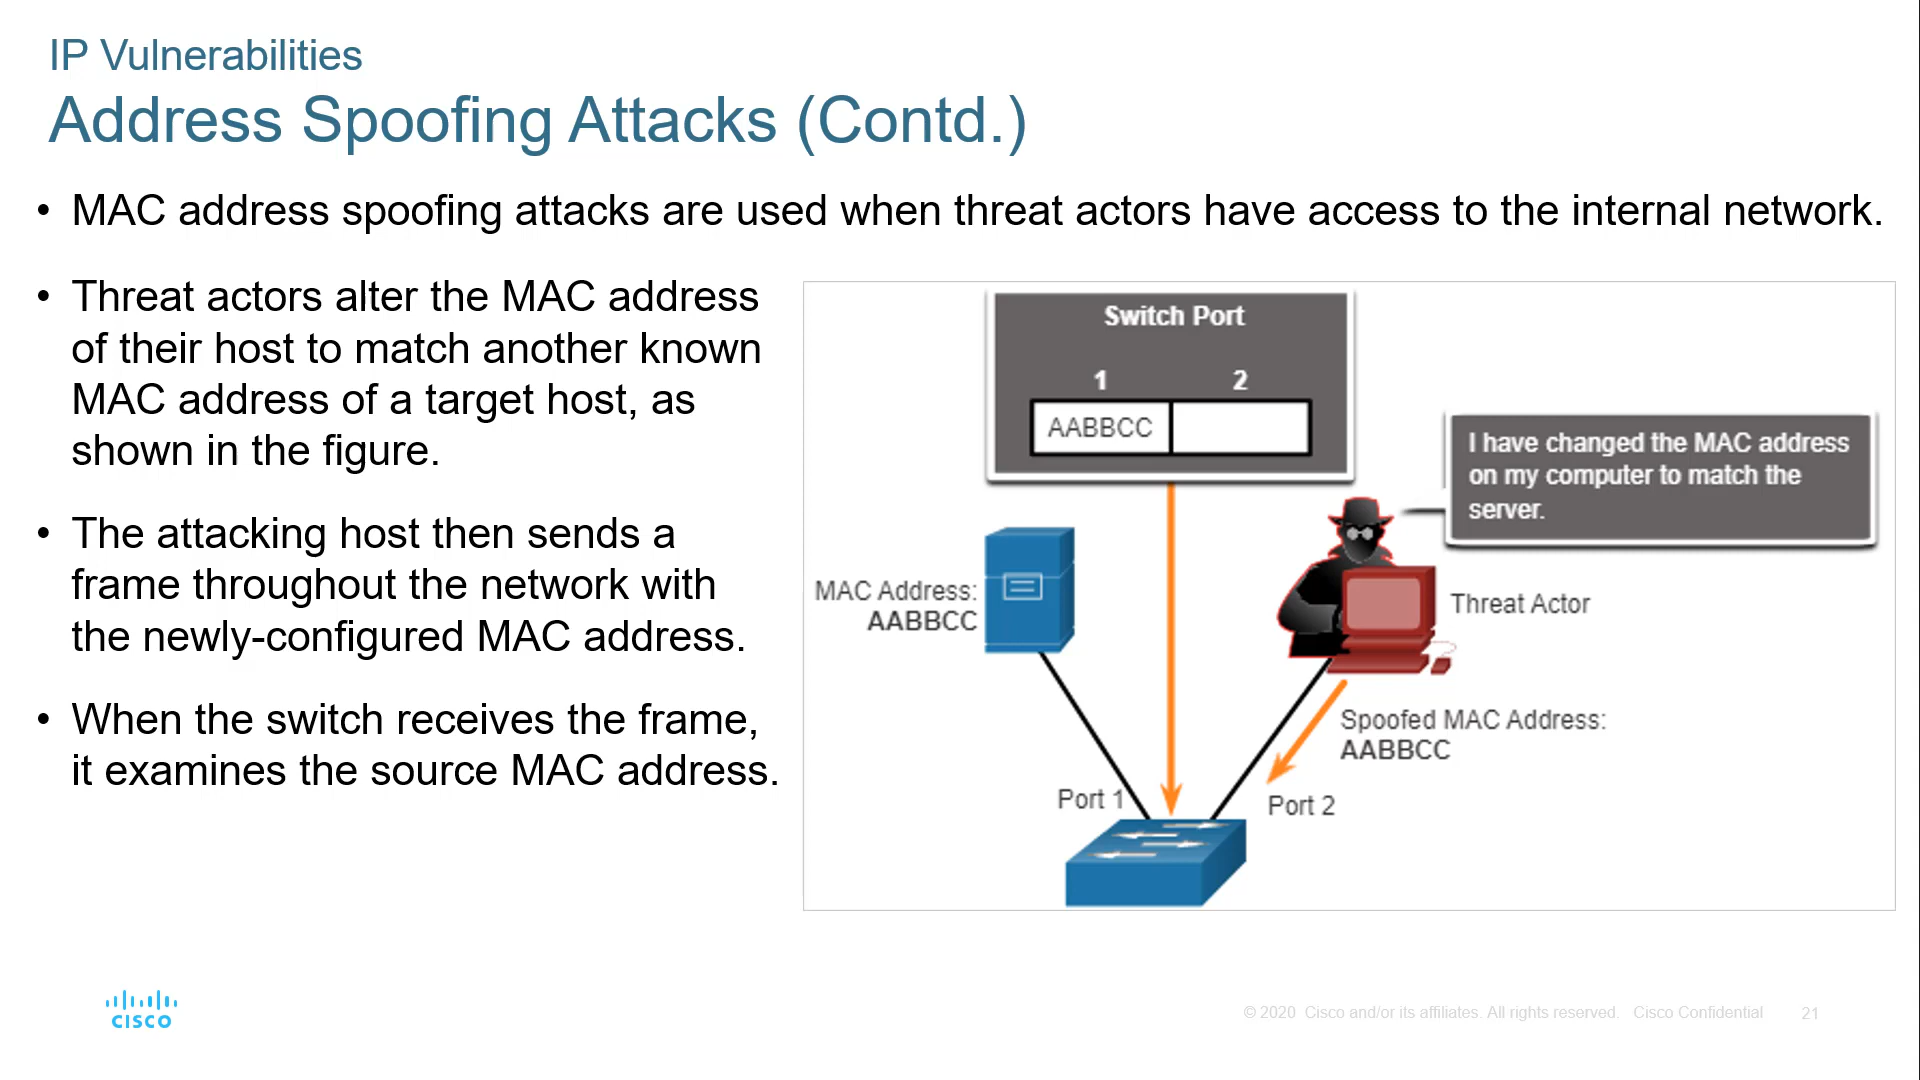 IP Vulnerabilities
Address Spoofing Attacks (Contd.)
• MAC address spoofing attacks are used when threat actors have access to the internal network.
• Threat actors alter the MAC address
of their host to match another known
MAC address of a target host, as
shown in the figure.
• The attacking host then sends a
frame throughout the network with
the newly-configured MAC address.
• When the switch receives the frame,
it examines the source MAC address.
Switch Port
1 2
AABBCC
I have changed the MAC address
on my computer to match the
server.
MAC Address:
AABBCC
Threat Actor
Spoofed MAC Address:
AABBCC
Port 1
Port 2
CISCO
© 2020 Cisco and/or its affiliates. All rights reserved. Cisco Confidential
21